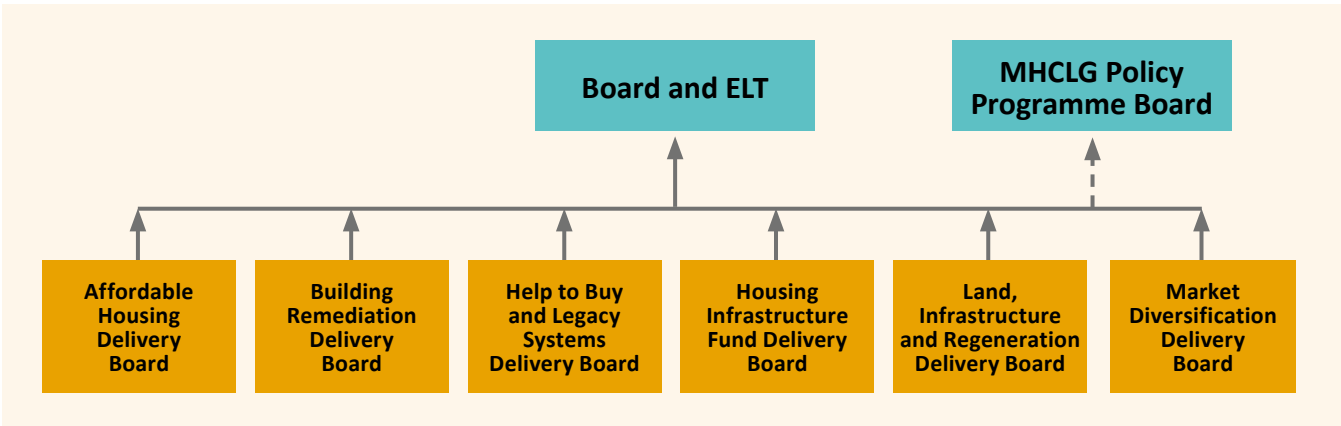 Board and ELT
MHCLG Policy
Programme Board
Affordable
Housing
Delivery
Board
Building
Remediation
Delivery
Board
Help to Buy
and Legacy
Systems
Delivery Board
Housing
Infrastructure
Fund Delivery
Board
Land,
Infrastructure
and Regeneration
Delivery Board
Market
Diversification
Delivery
Board